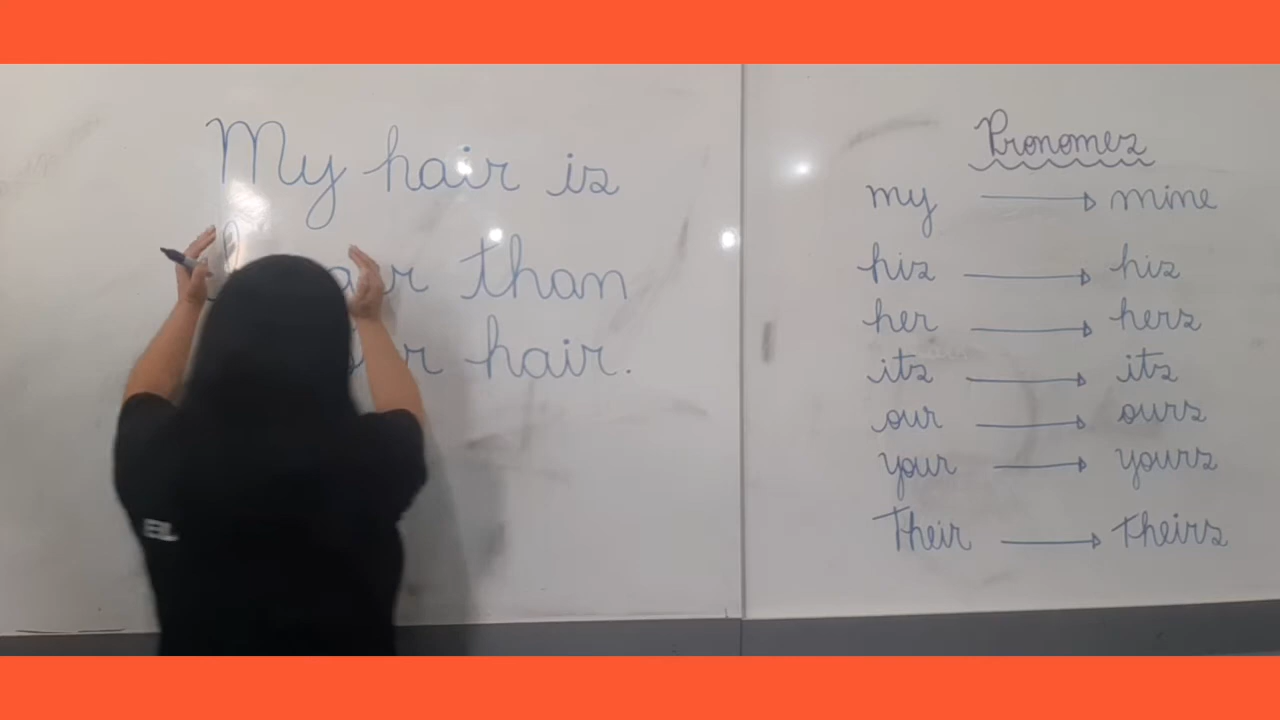 My hair is
than
hair.
Pronomes
my → mine
his → his
her → hers
its → its
our → ours
your → yours
Their → Theirs